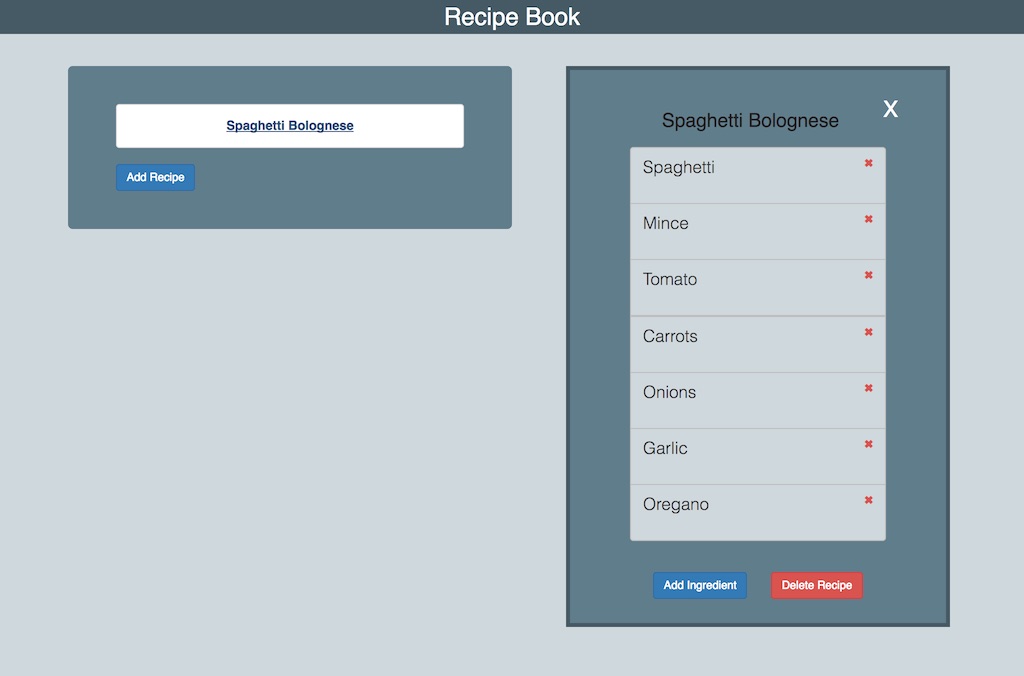 Recipe Book
Spaghetti Bolognese
Add Recipe
X
Spaghetti Bolognese
Spaghetti
Mince
Tomato
Carrots
Onions
Garlic
Oregano
Add Ingredient
Delete Recipe